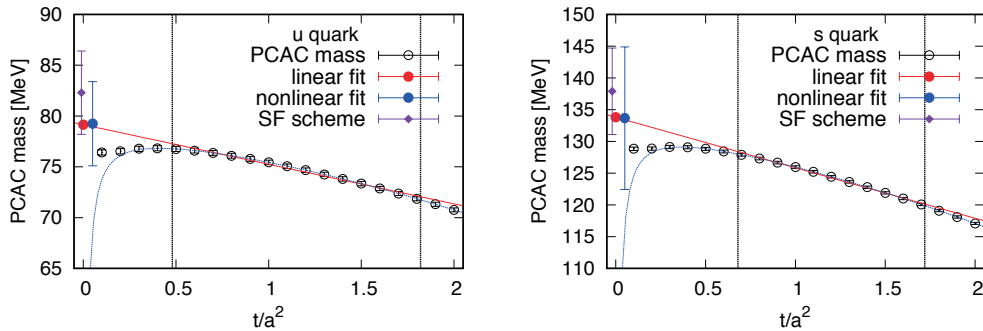 PCAC mass [MeV]
90
85
80
75
70
65
u quark
PCAC mass
linear fit
nonlinear fit
SF scheme
0
0.5
1
1.5
2
t/a²
PCAC mass [MeV]
150
145
140
135
130
125
120
115
110
s quark
PCAC mass
linear fit
nonlinear fit
SF scheme
0
0.5
1
1.5
2
t/a²